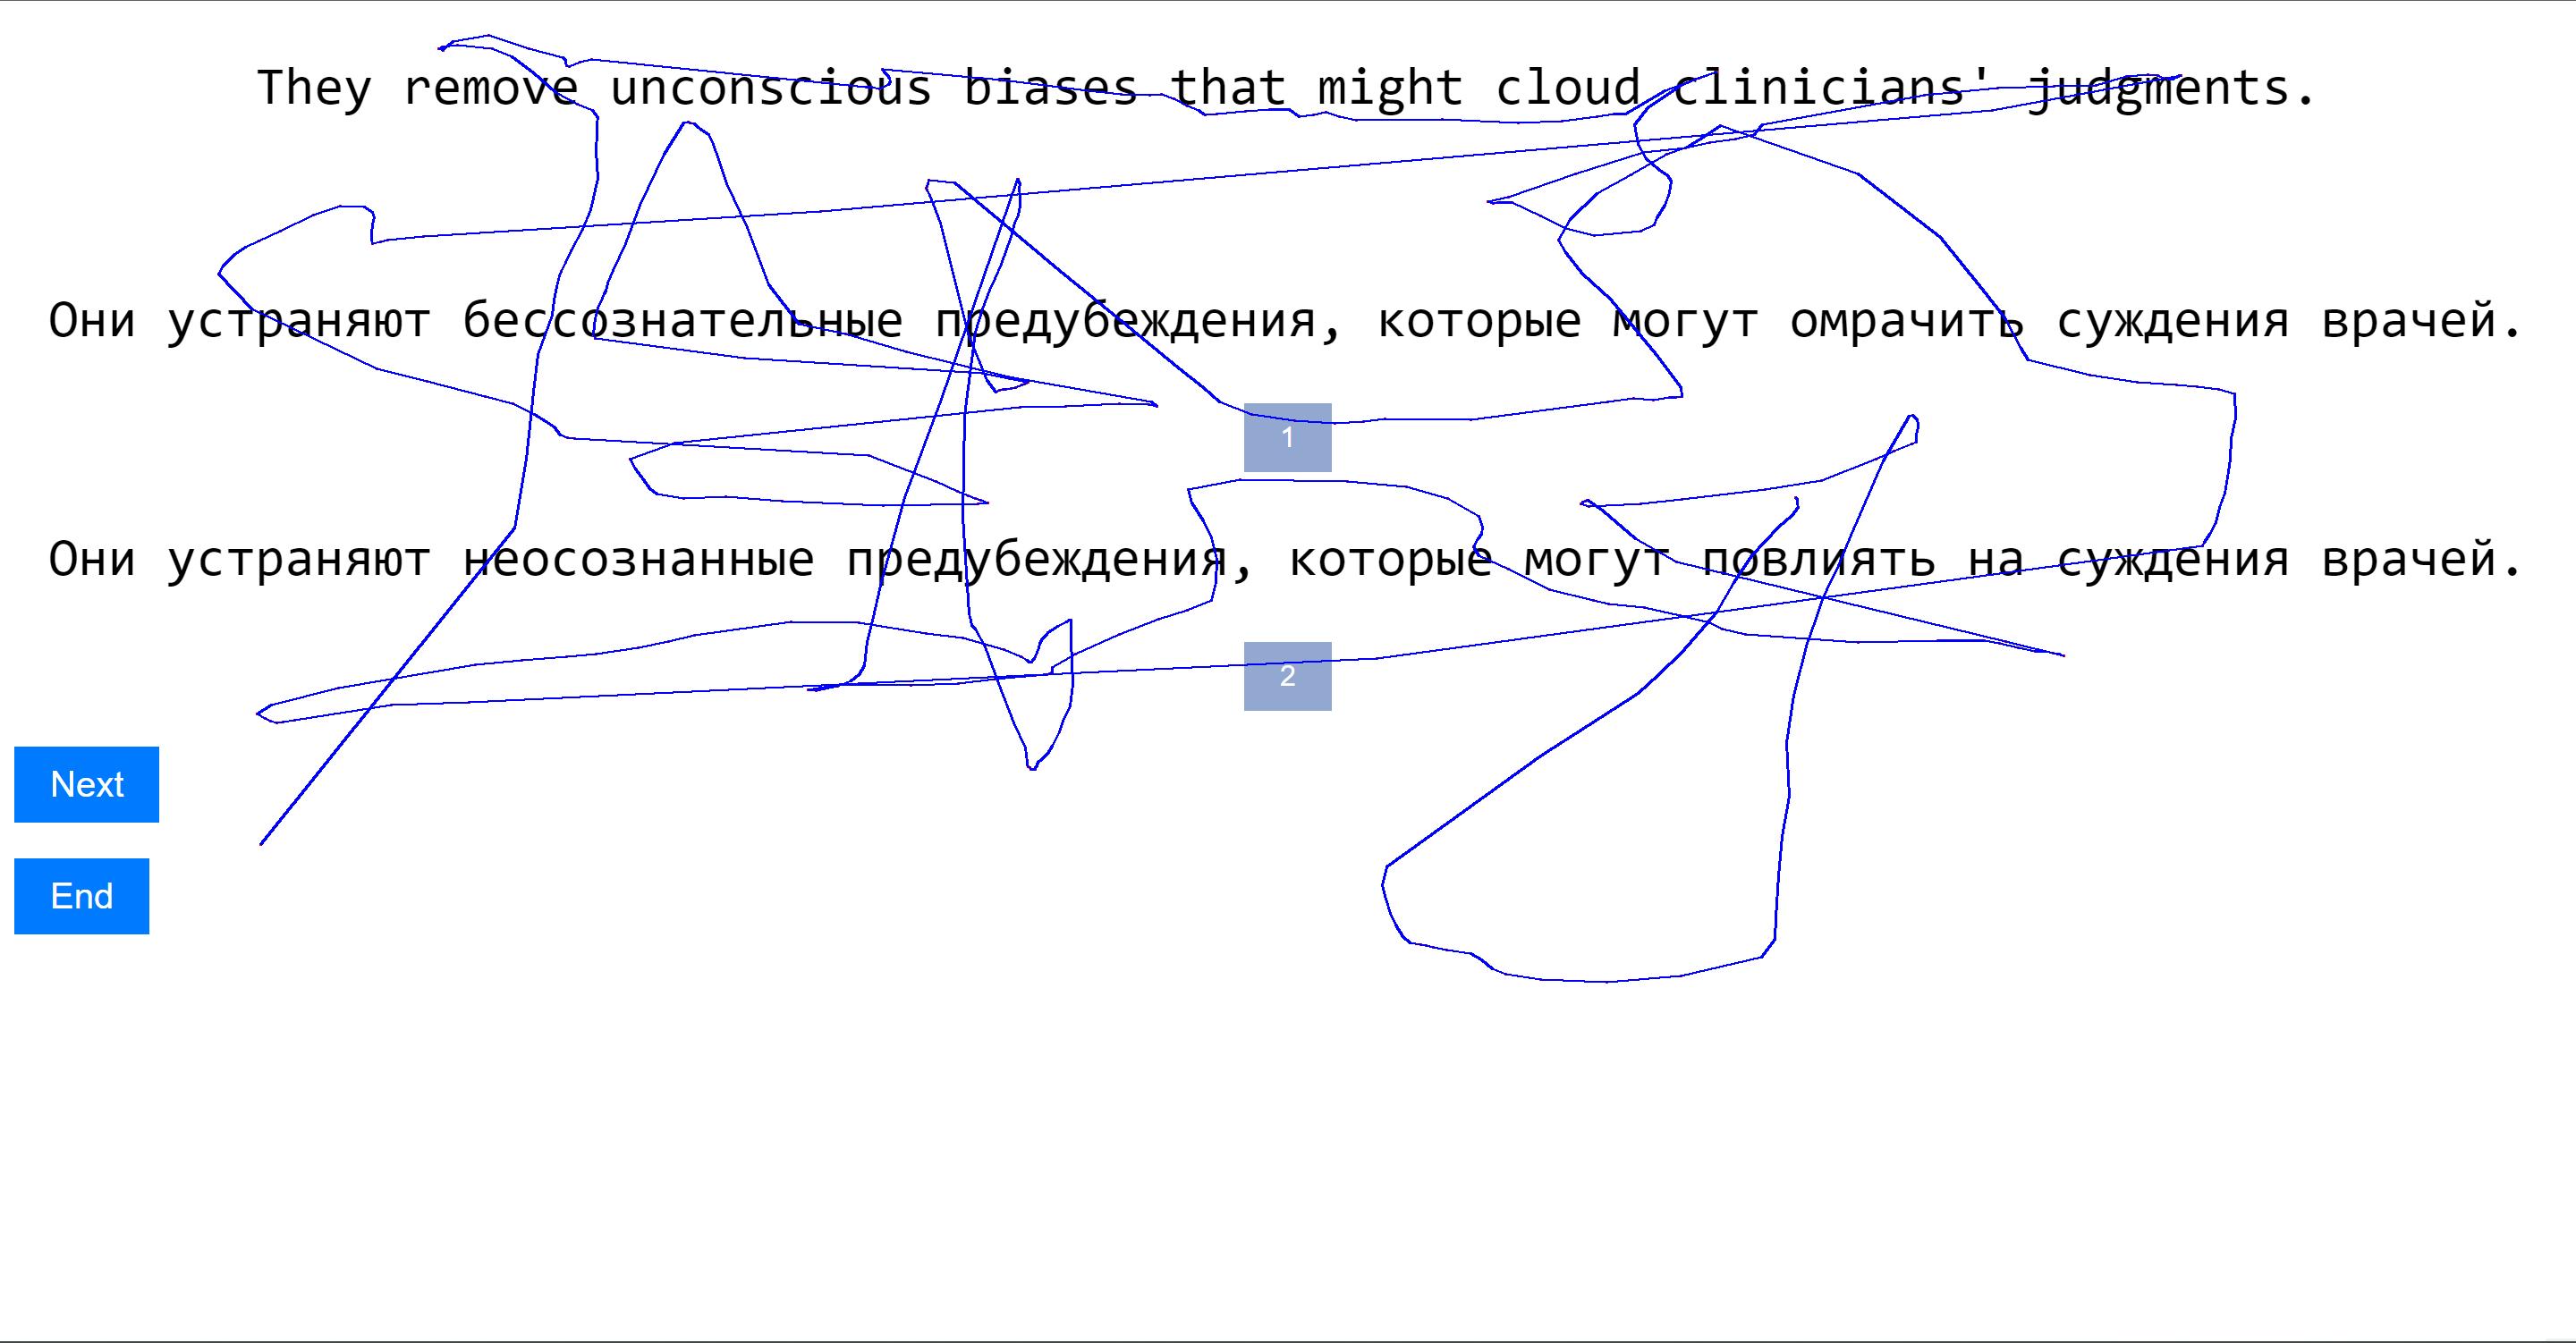 They remove unconscious biases that might cloud clinicians' judgments.
Они устраняют бессознательные предубеждения, которые могут омрачить суждения врачей.
1
Они устраняют неосознанные предубеждения, которые могут повлиять на суждения врачей.
2
Next
End